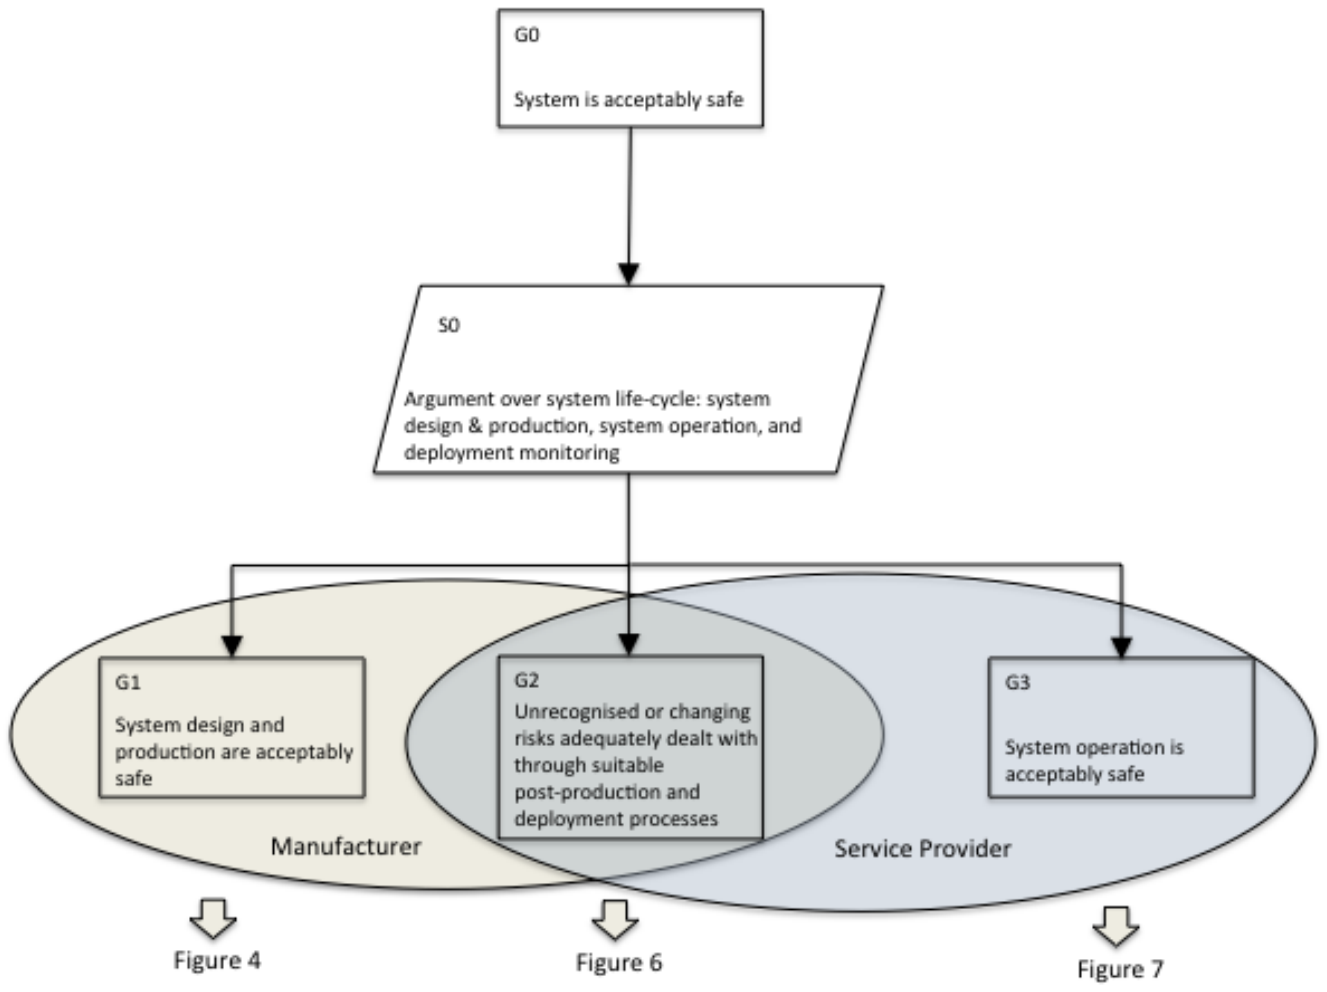 G0
System is acceptably safe
S0
Argument over system life-cycle: system
design & production, system operation, and
deployment monitoring
G1
System design and
production are acceptably
safe
G2
Unrecognised or changing
risks adequately dealt with
through suitable
post-production and
deployment processes
G3
System operation is
acceptably safe
Manufacturer
Service Provider
Figure 4
Figure 6
Figure 7